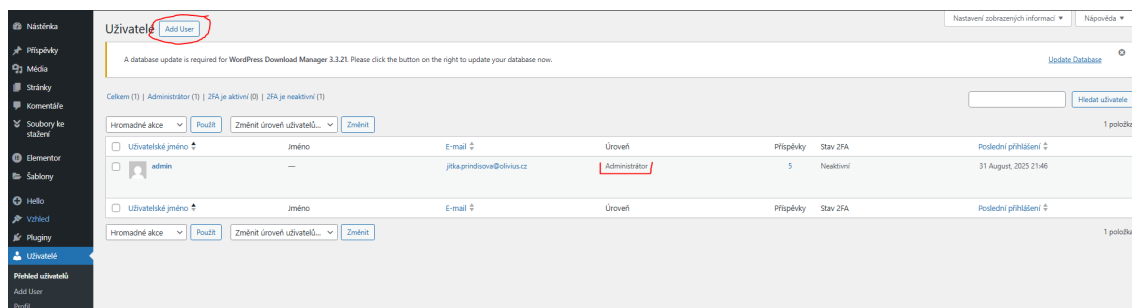 Nástěnka
Příspěvky
Média
Stránky
Komentáře
Soubory ke
stažení
Elementor
Šablony
Hello
Vzhled
Pluginy
Uživatelé
Přehled uživatelů
Add User
Profil
Nastavení zobrazených informací ▼ Nápověda ▼
Uživatelé Add User
A database update is required for WordPress Download Manager 3.3.21. Please click the button on the right to update your database now. Update Database
Celkem (1) | Administrátor (1) | 2FA je aktivní (0) | 2FA je neaktivní (1)
Hledat uživatele
Hromadné akce Použít Změnit úroveň uživatelů... Změnit 1 položka
Uživatelské jméno Jméno E-mail Úroveň Příspěvky Stav 2FA Poslední přihlášení
admin — jitka.prindisova@olivius.cz Administrátor 5 Neaktivní 31 August, 2025 21:46
Uživatelské jméno Jméno E-mail Úroveň Příspěvky Stav 2FA Poslední přihlášení
Hromadné akce Použít Změnit úroveň uživatelů... Změnit 1 položka